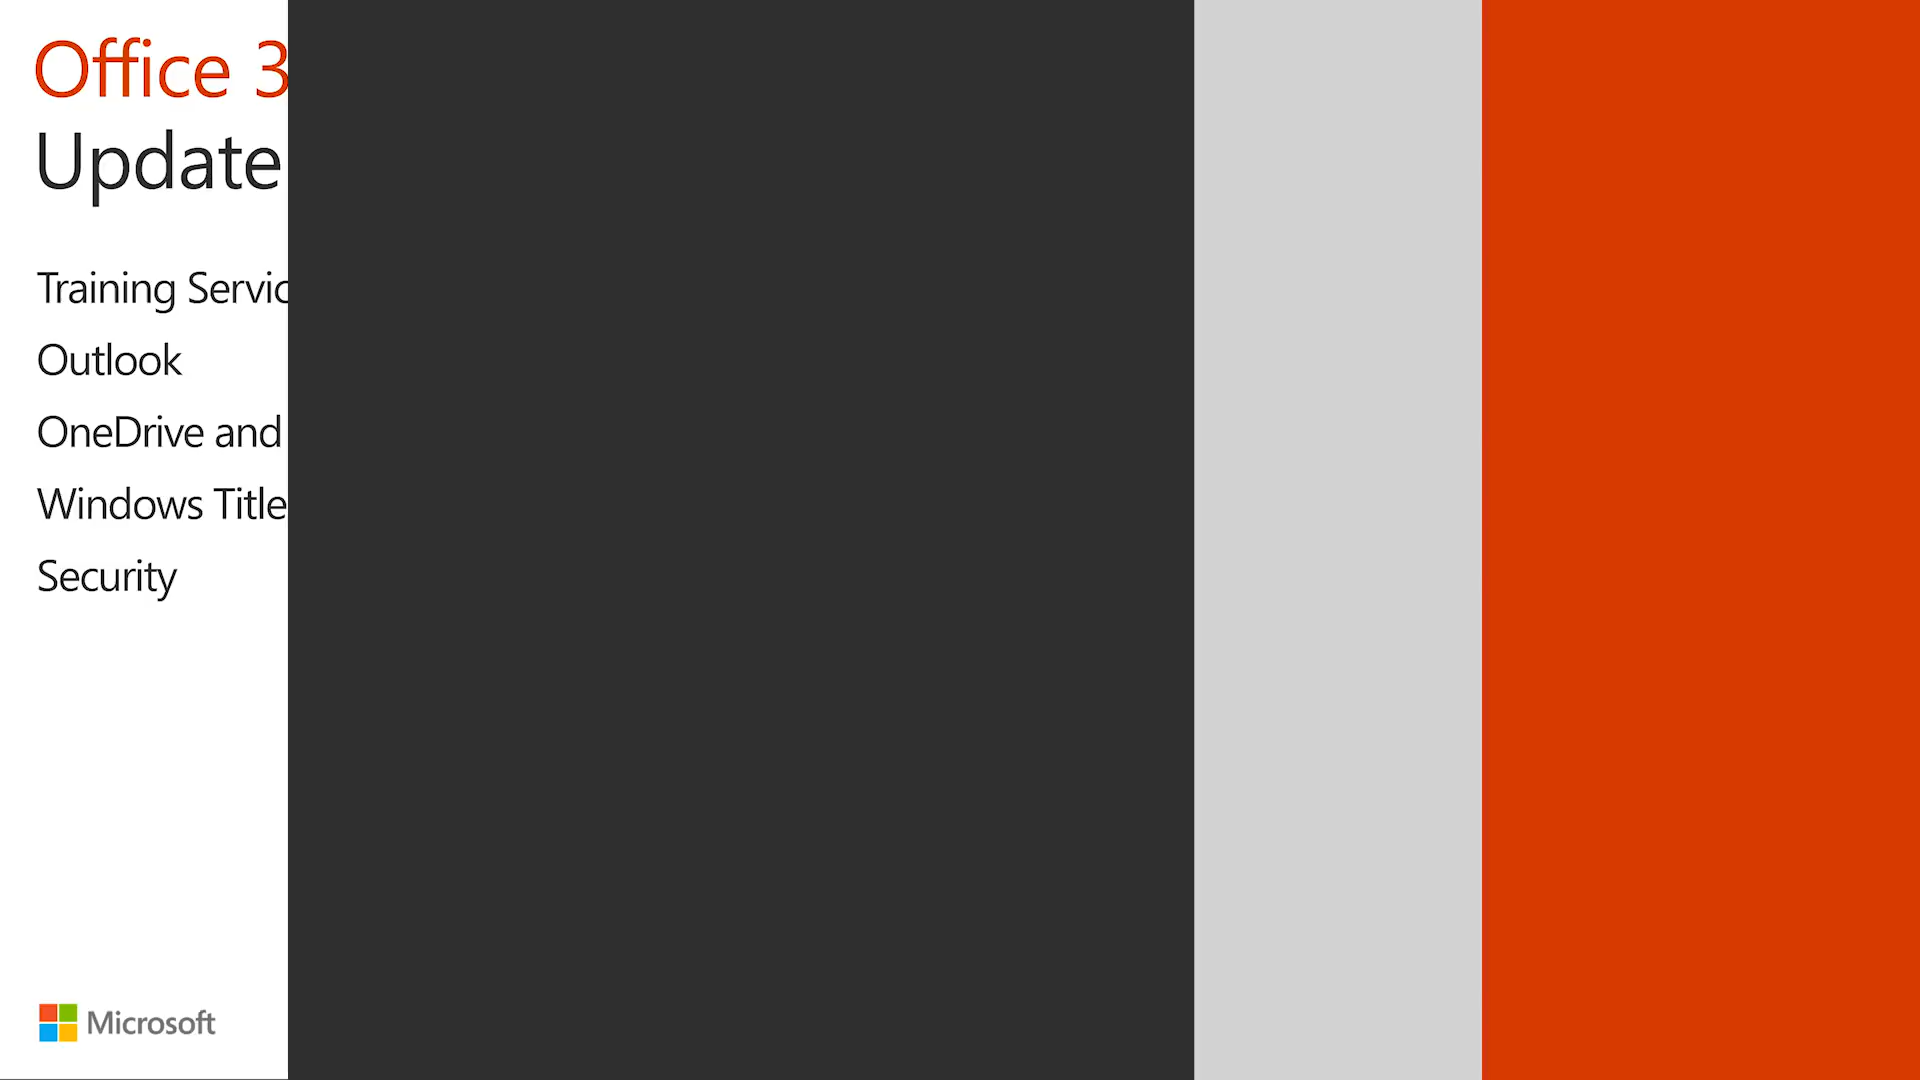 Office 3
Update
Training Servic
Outlook
OneDrive and
Windows Title
Security
Microsoft